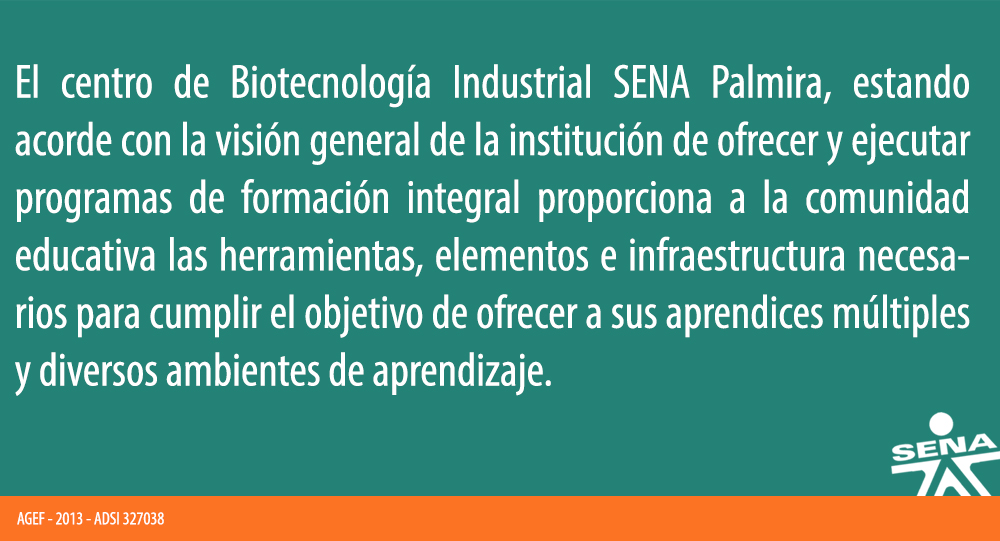 El centro de Biotecnología Industrial SENA Palmira, estando
acorde con la visión general de la institución de ofrecer y ejecutar
programas de formación integral proporciona a la comunidad
educativa las herramientas, elementos e infraestructura necesa-
rios para cumplir el objetivo de ofrecer a sus aprendices múltiples
y diversos ambientes de aprendizaje.
SENA
AGEF - 2013 - ADSI 327038